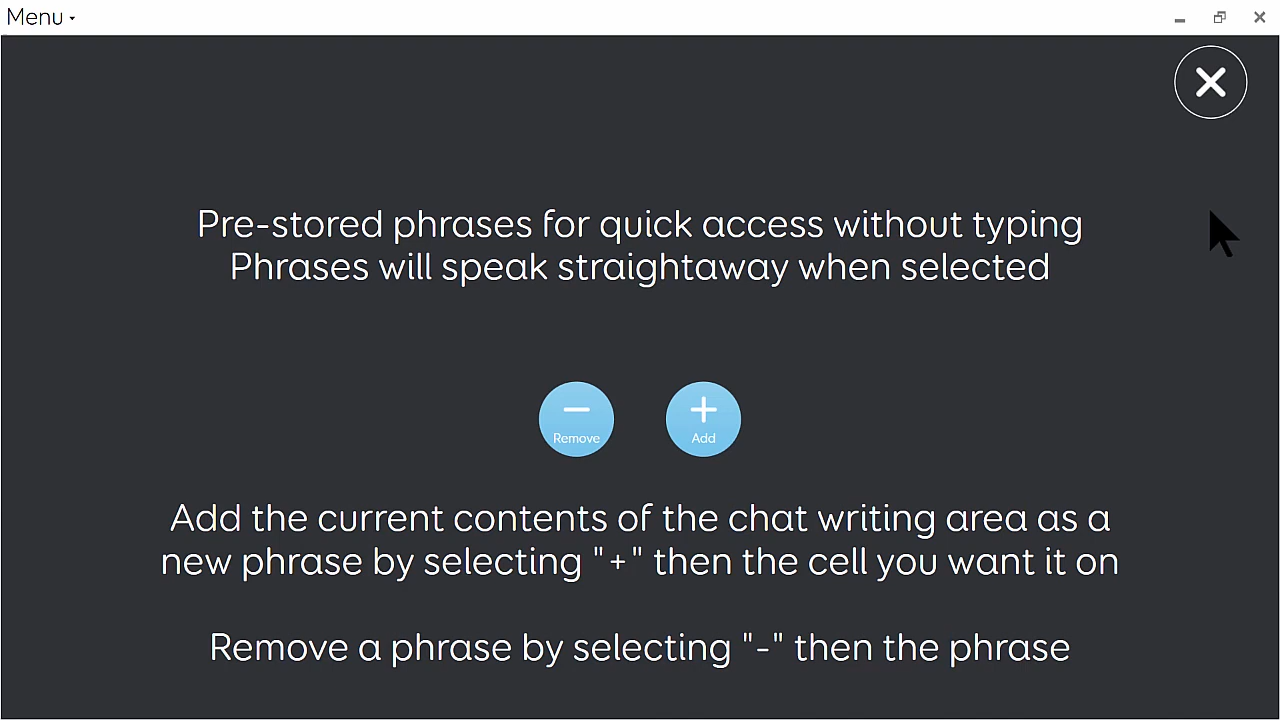 Menu
Pre-stored phrases for quick access without typing
Phrases will speak straightaway when selected
Remove
Add
Add the current contents of the chat writing area as a
new phrase by selecting "+" then the cell you want it on
Remove a phrase by selecting "-" then the phrase